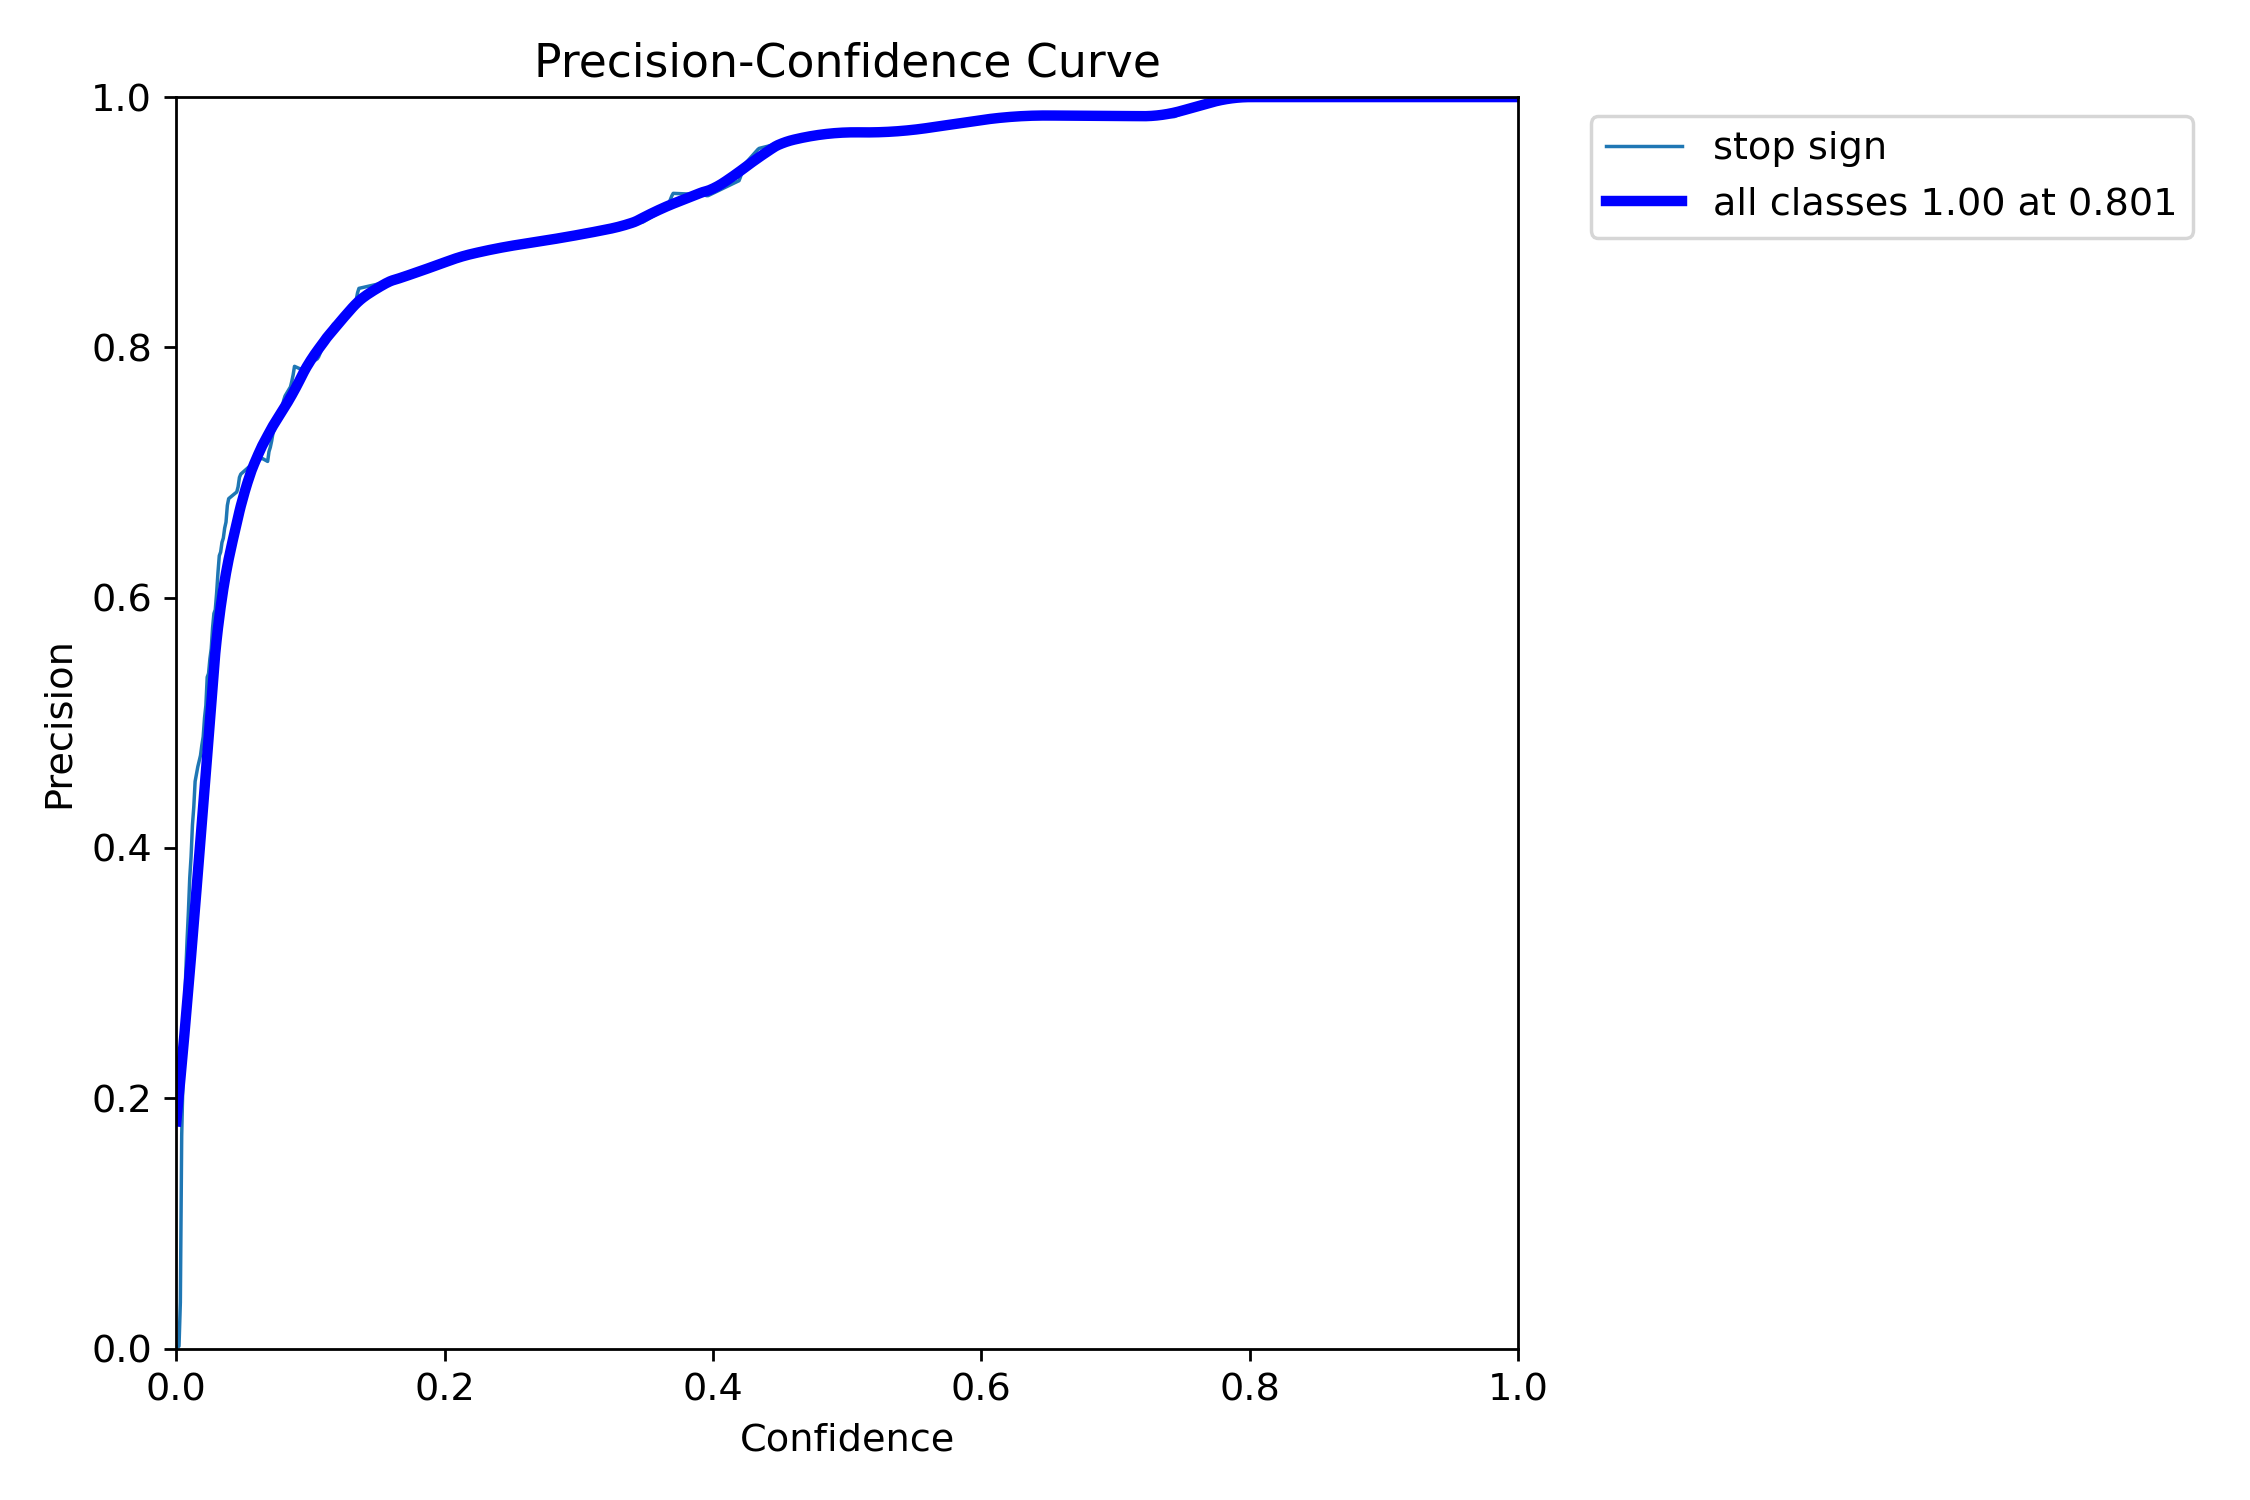 Precision-Confidence Curve
1.0
0.8
0.6
0.4
0.2
0.0
Precision
0.0 0.2 0.4 0.6 0.8 1.0
Confidence
stop sign
all classes 1.00 at 0.801